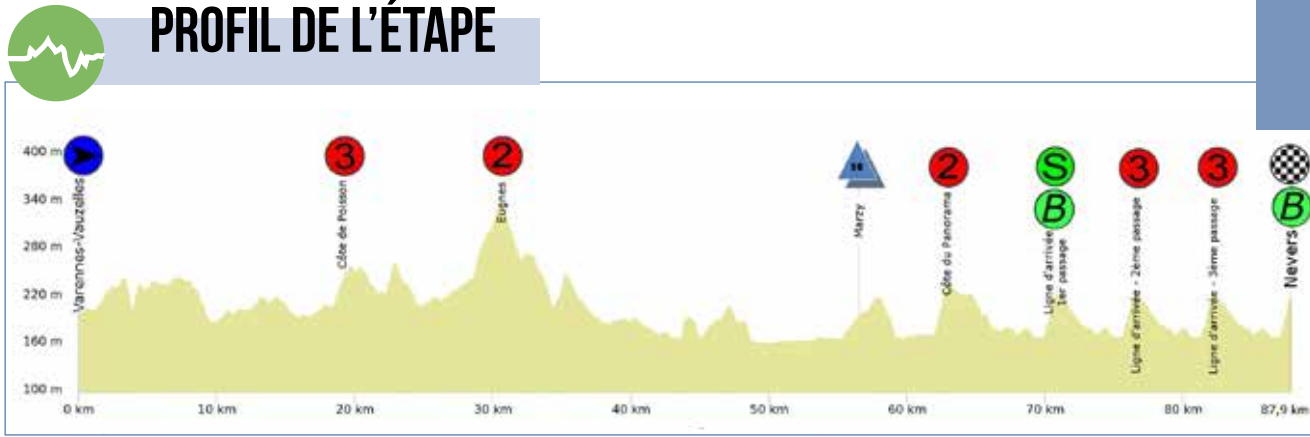 PROFIL DE L'ÉTAPE
400 m
340 m
280 m
220 m
160 m
100 m
Varennes-Vauzelles
3
Côte de Poisson
2
Eugnes
Marzy
2
Côte du Panorama
S
B
Ligne d'arrivée
1er passage
3
Ligne d'arrivée - 2ème passage
3
Ligne d'arrivée - 3ème passage
B
Nevers
0 km
10 km
20 km
30 km
40 km
50 km
60 km
70 km
80 km
87,9 km